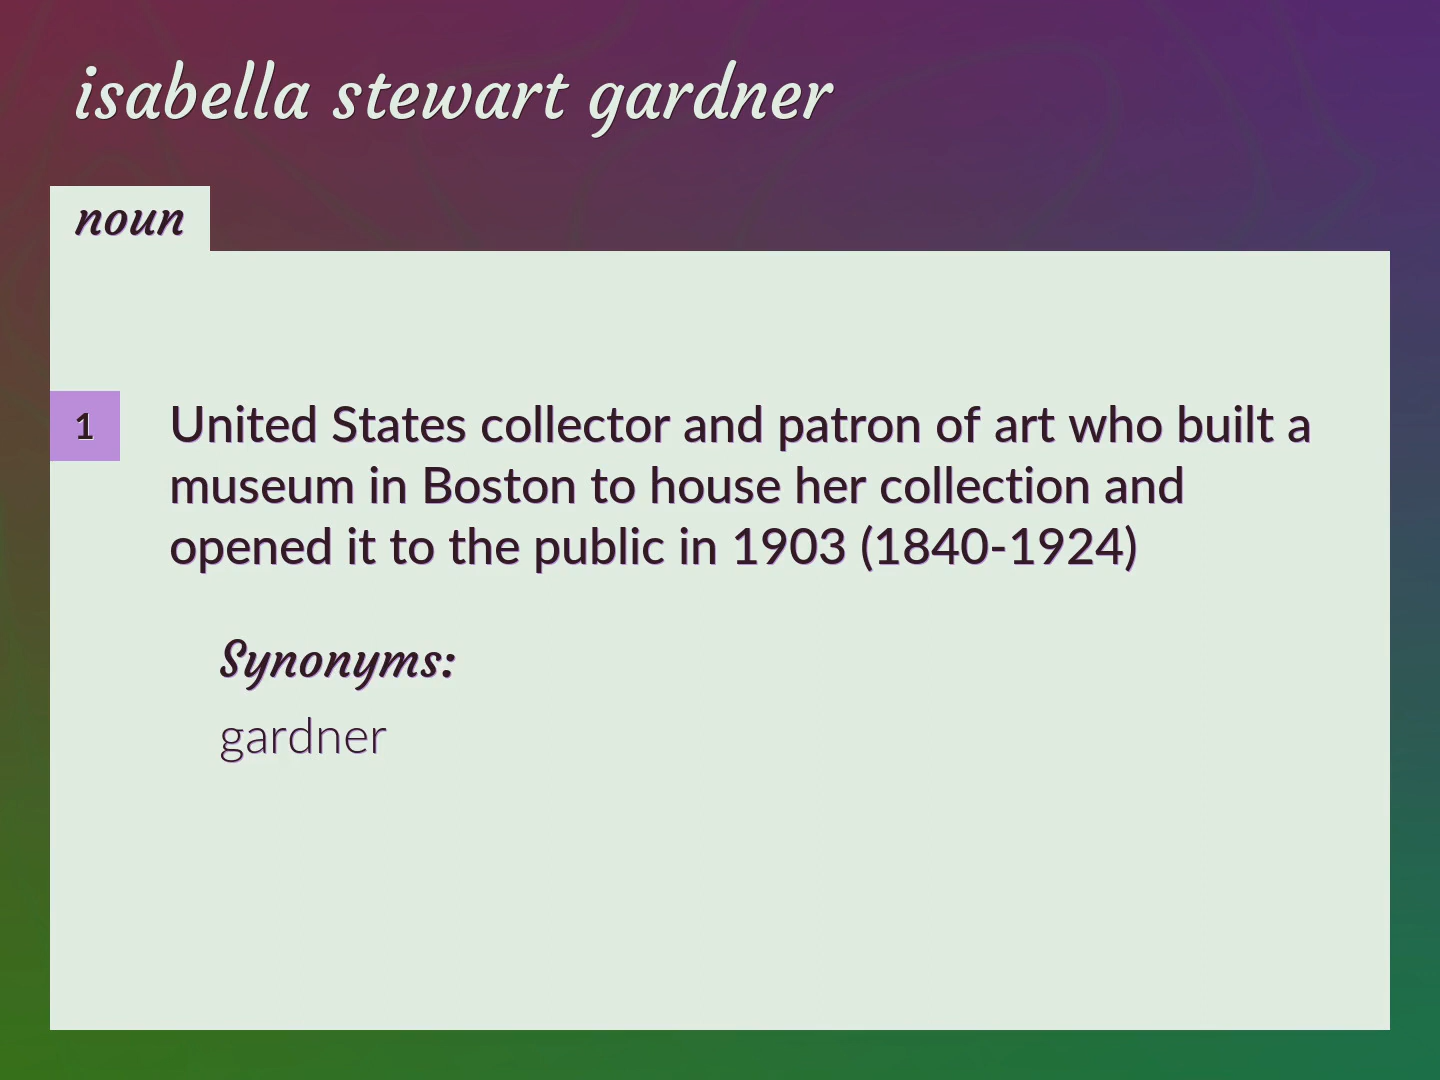 isabella stewart gardner
noun
1
United States collector and patron of art who built a
museum in Boston to house her collection and
opened it to the public in 1903 (1840-1924)
Synonyms:
gardner